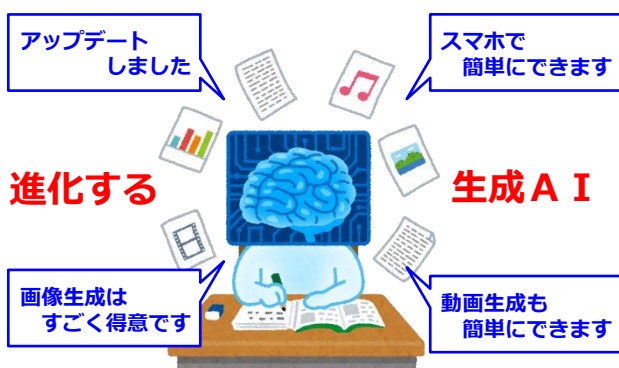 アップデート
しました
スマホで
簡単にできます
進化する
生成ＡＩ
画像生成は
すごく得意です
動画生成も
簡単にできます